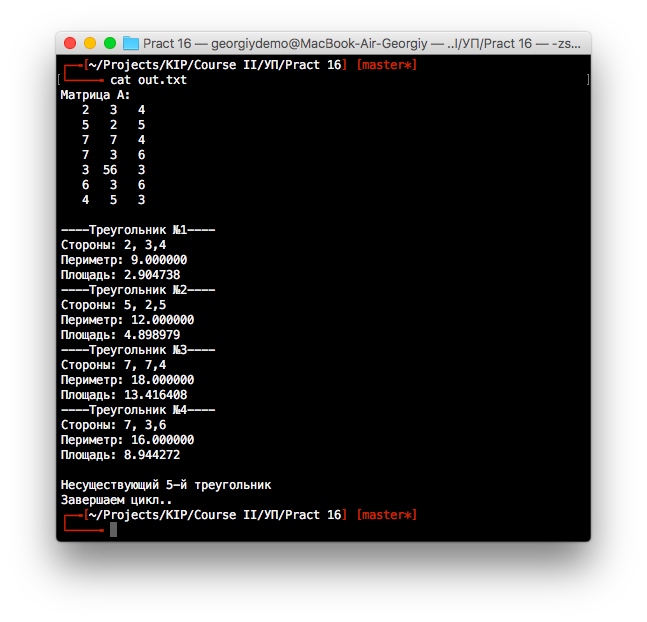 Pract 16 — georgiydemo@MacBook-Air-Georgiy — ..I/УП/Pract 16 — -zs...
[~/Projects/KIP/Course II/УП/Pract 16] [master*]
cat out.txt
Матрица А:
2 3 4
5 2 5
7 7 4
7 3 6
3 56 3
6 3 6
4 5 3
----Треугольник №1----
Стороны: 2, 3,4
Периметр: 9.000000
Площадь: 2.904738
----Треугольник №2----
Стороны: 5, 2,5
Периметр: 12.000000
Площадь: 4.898979
----Треугольник №3----
Стороны: 7, 7,4
Периметр: 18.000000
Площадь: 13.416408
----Треугольник №4----
Стороны: 7, 3,6
Периметр: 16.000000
Площадь: 8.944272
Несуществующий 5-й треугольник
Завершаем цикл..
[~/Projects/KIP/Course II/УП/Pract 16] [master*]